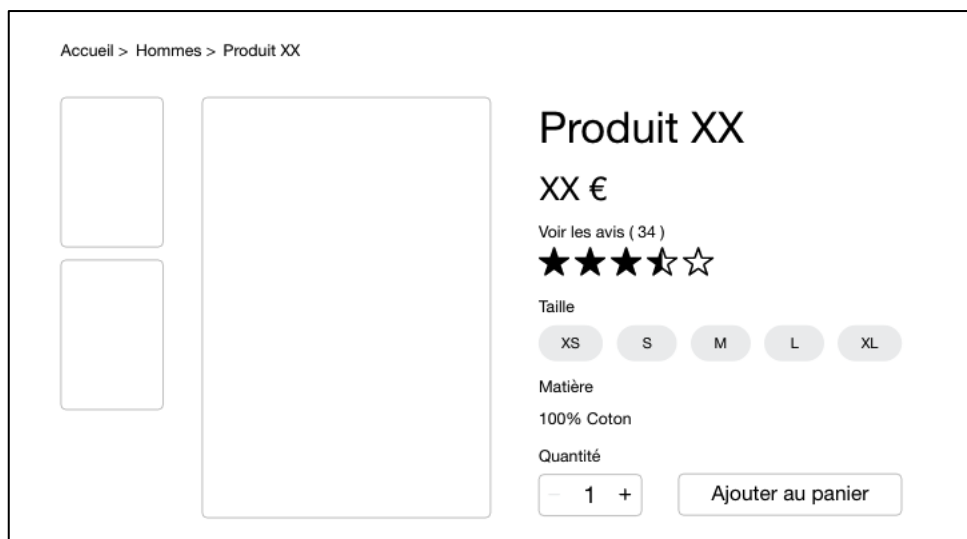 Accueil > Hommes > Produit XX
Produit XX
XX €
Voir les avis ( 34 )
Taille
XS S M L XL
Matière
100% Coton
Quantité
− 1 + Ajouter au panier